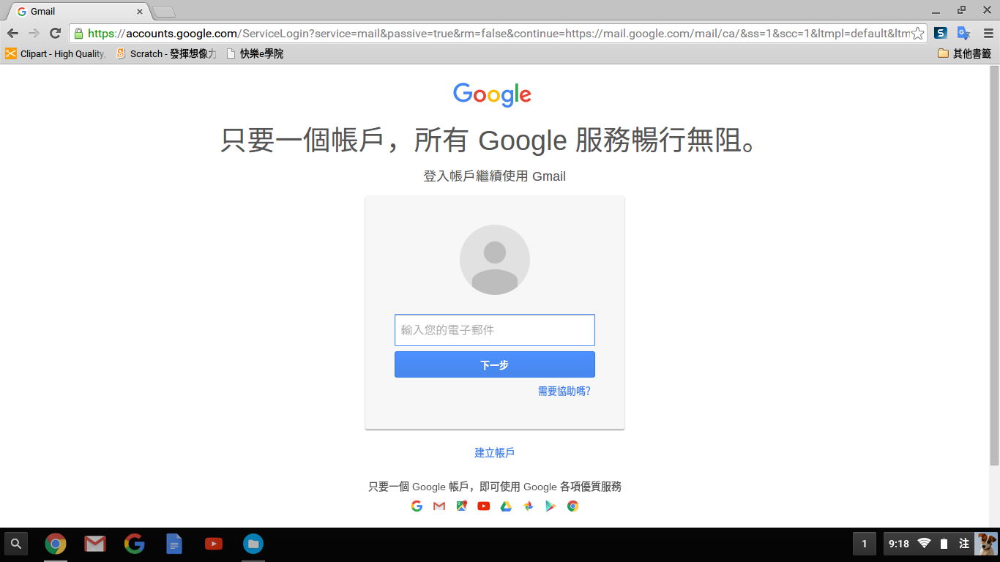 Gmail
https://accounts.google.com/ServiceLogin?service=mail&passive=true&rm=false&continue=https://mail.google.com/mail/ca/&ss=1&scc=1&ltmpl=default&ltm
Clipart - High Quality, Scratch - 發揮想像力 快樂e學院 其他書籤
Google
只要一個帳戶，所有 Google 服務暢行無阻。
登入帳戶繼續使用 Gmail
輸入您的電子郵件
下一步
需要協助嗎?
建立帳戶
只要一個 Google 帳戶，即可使用 Google 各項優質服務
1 9:18 注